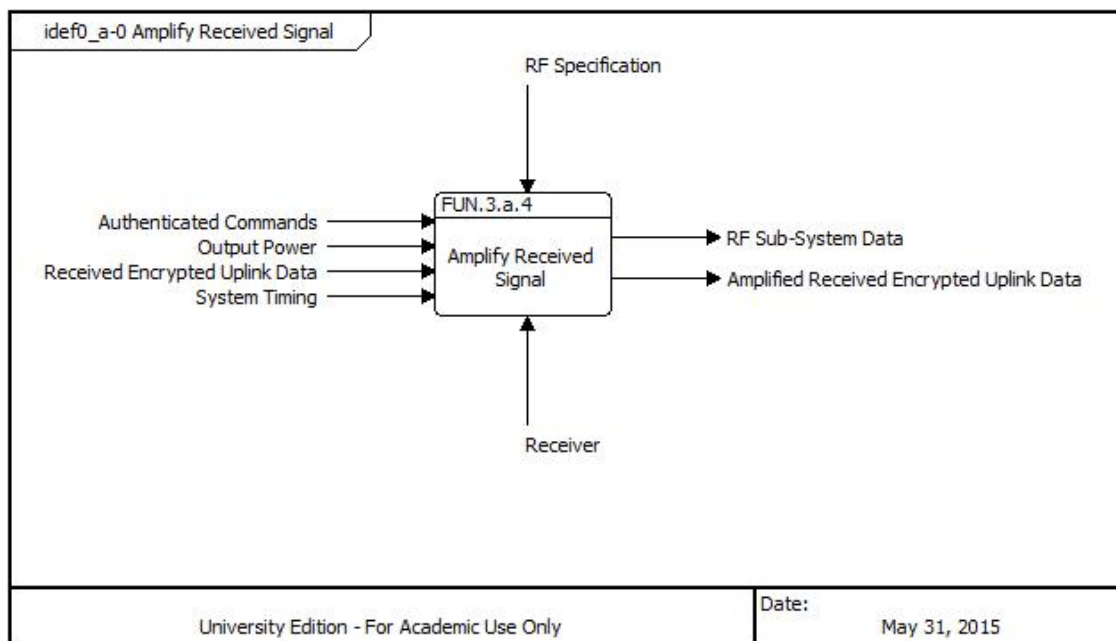 idef0_a-0 Amplify Received Signal
RF Specification
FUN.3.a.4
Authenticated Commands
Output Power
Received Encrypted Uplink Data
System Timing
Amplify Received
Signal
RF Sub-System Data
Amplified Received Encrypted Uplink Data
Receiver
University Edition - For Academic Use Only
Date:
May 31, 2015